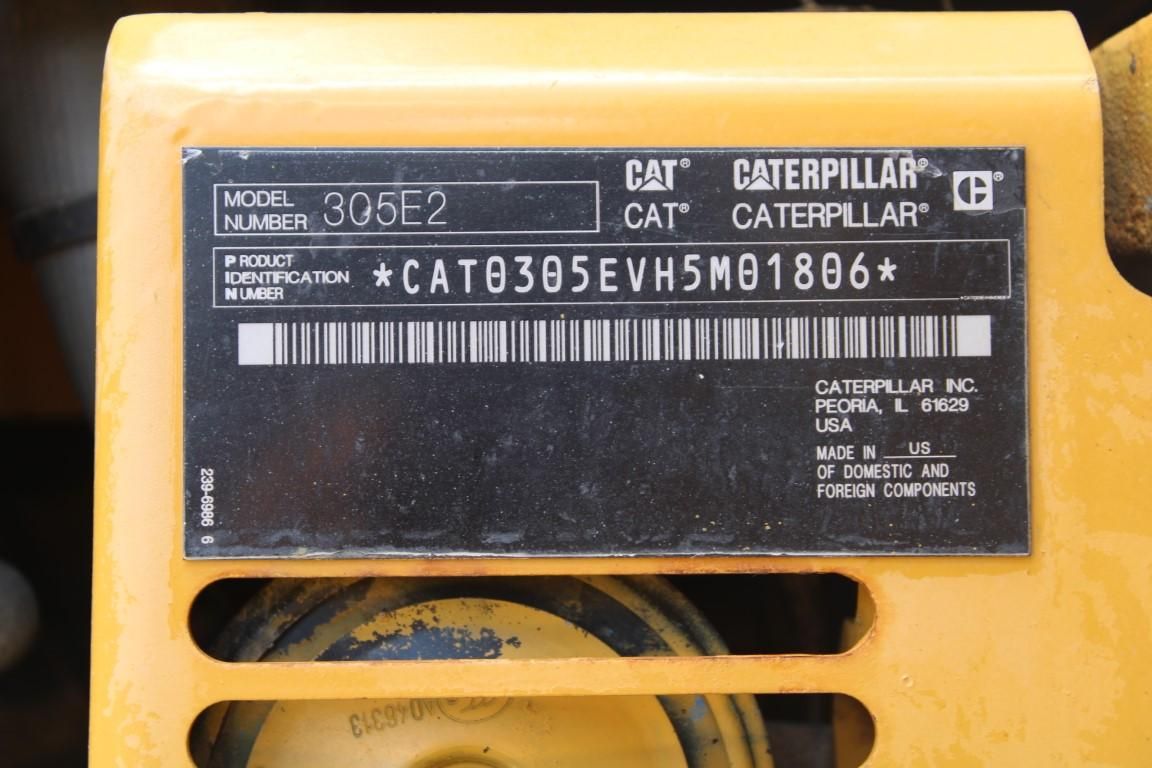 CAT® CATERPILLAR® C®
CAT® CATERPILLAR®
MODEL
NUMBER 305E2
PRODUCT
IDENTIFICATION
NUMBER
*CAT0305EVH5M01806*
CATERPILLAR INC.
PEORIA, IL 61629
USA
MADE IN US
OF DOMESTIC AND
FOREIGN COMPONENTS
239-6986 6
A046313